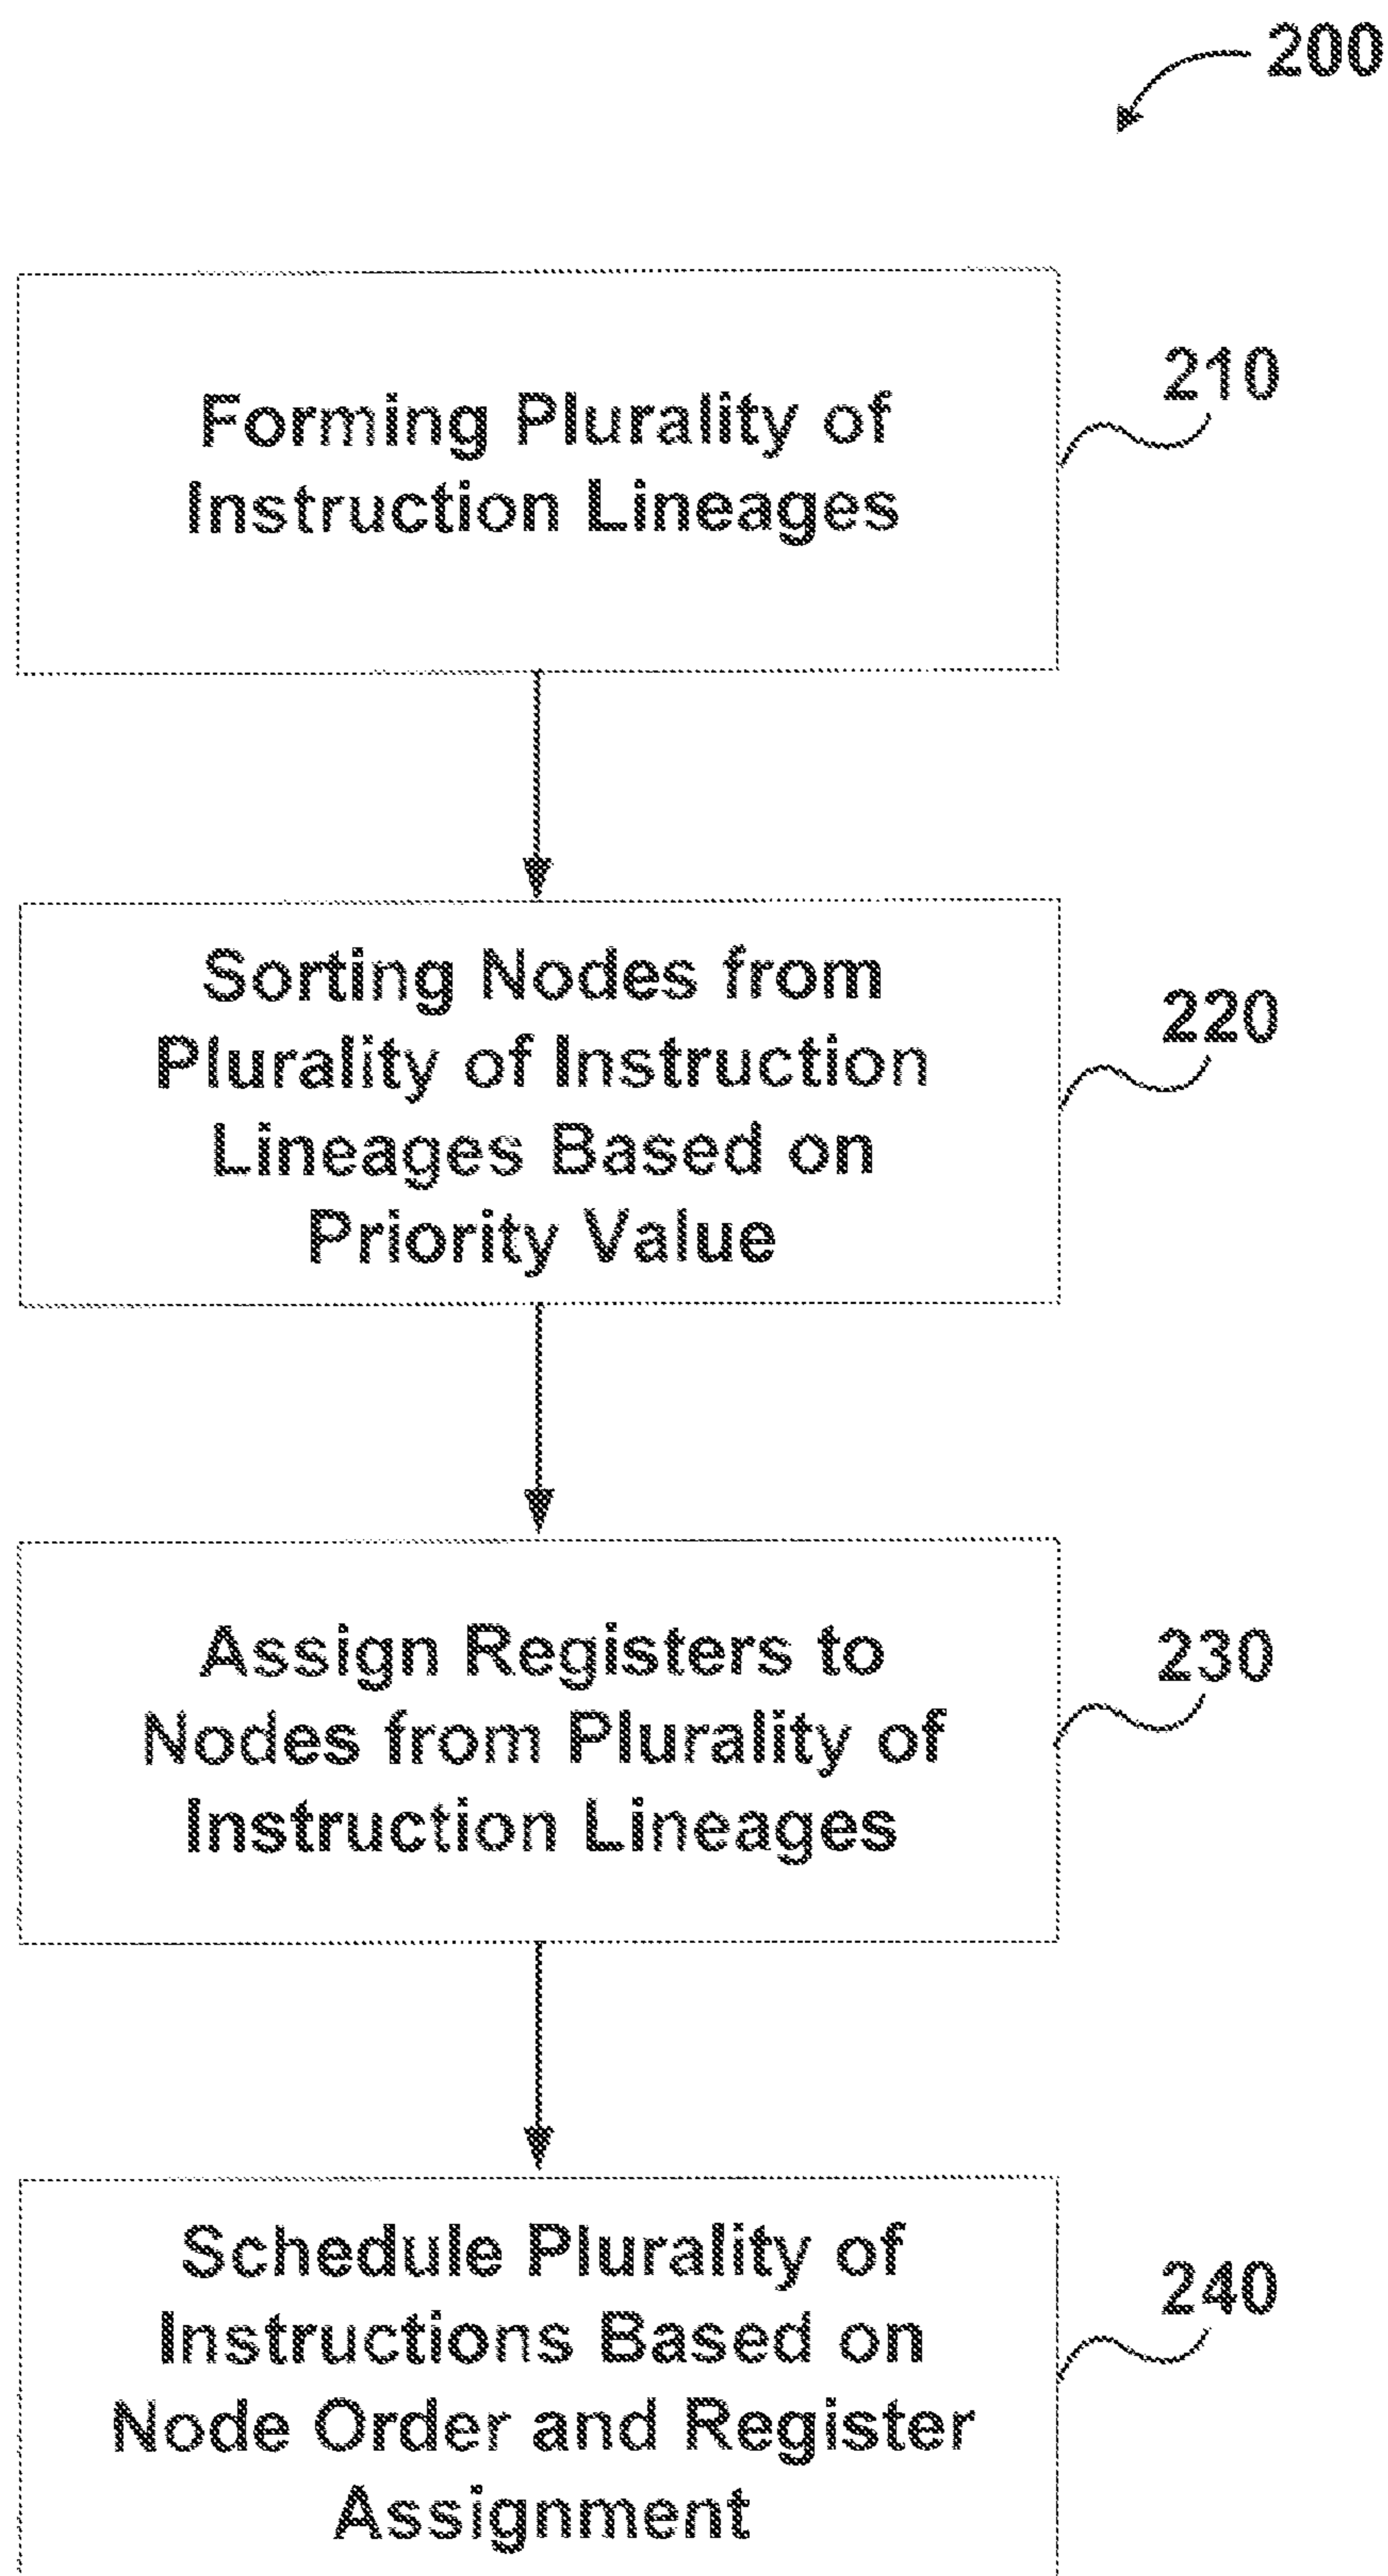 200
Forming Plurality of
Instruction Lineages
210
Sorting Nodes from
Plurality of Instruction
Lineages Based on
Priority Value
220
Assign Registers to
Nodes from Plurality of
Instruction Lineages
230
Schedule Plurality of
Instructions Based on
Node Order and Register
Assignment
240